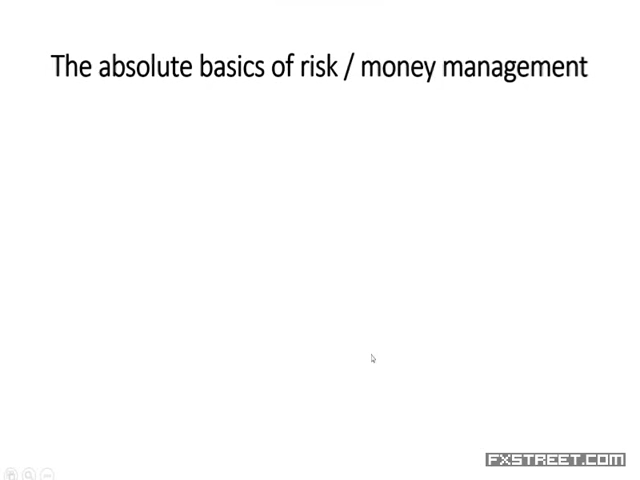 The absolute basics of risk / money management
FXSTREET.COM